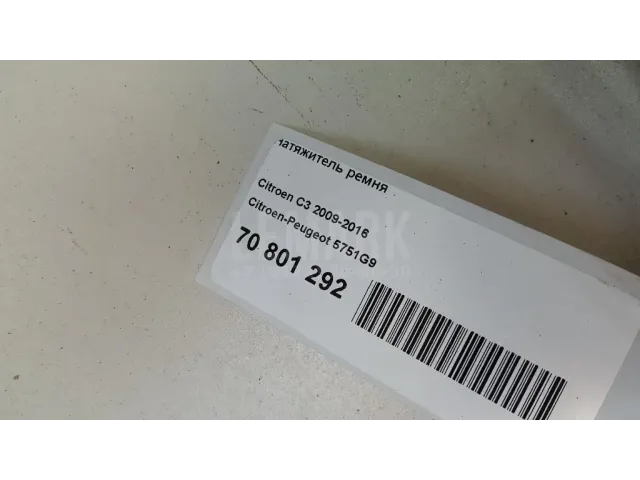 натяжитель ремня
Citroen C3 2009-2016
Citroen-Peugeot 5751G9
70 801 292